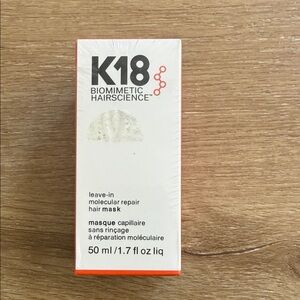 K18
BIOMIMETIC
HAIRSCIENCE™
leave-in
molecular repair
hair mask
masque capillaire
sans rinçage
à réparation moléculaire
50 ml/1.7 fl oz liq